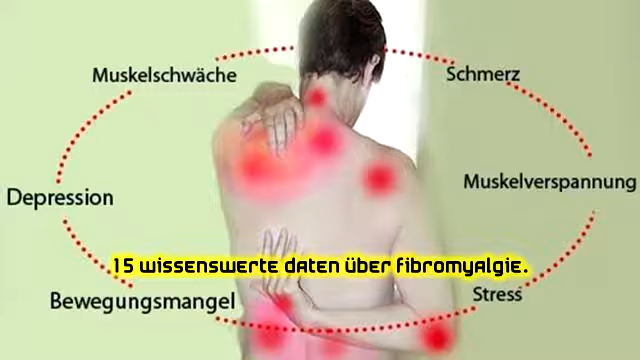 Muskelschwäche
Schmerz
Depression
Muskelverspannung
15 wissenswerte daten über fibromyalgie.
Bewegungsmangel
Stress